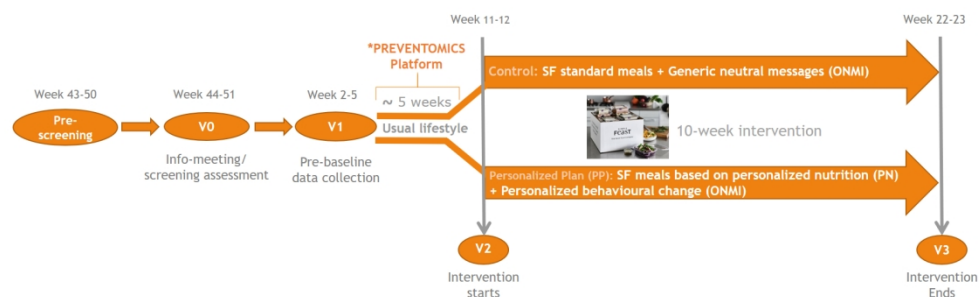 Week 11-12
Week 22-23
*PREVENTOMICS
Platform
Control: SF standard meals + Generic neutral messages (ONMI)
Week 43-50
Week 44-51
Week 2-5
~ 5 weeks
Pre-
screening
V0
V1
Usual lifestyle
10-week intervention
Info-meeting/
screening assessment
Pre-baseline
data collection
Personalized Plan (PP): SF meals based on personalized nutrition (PN)
+ Personalized behavioural change (ONMI)
V2
V3
Intervention
starts
Intervention
Ends